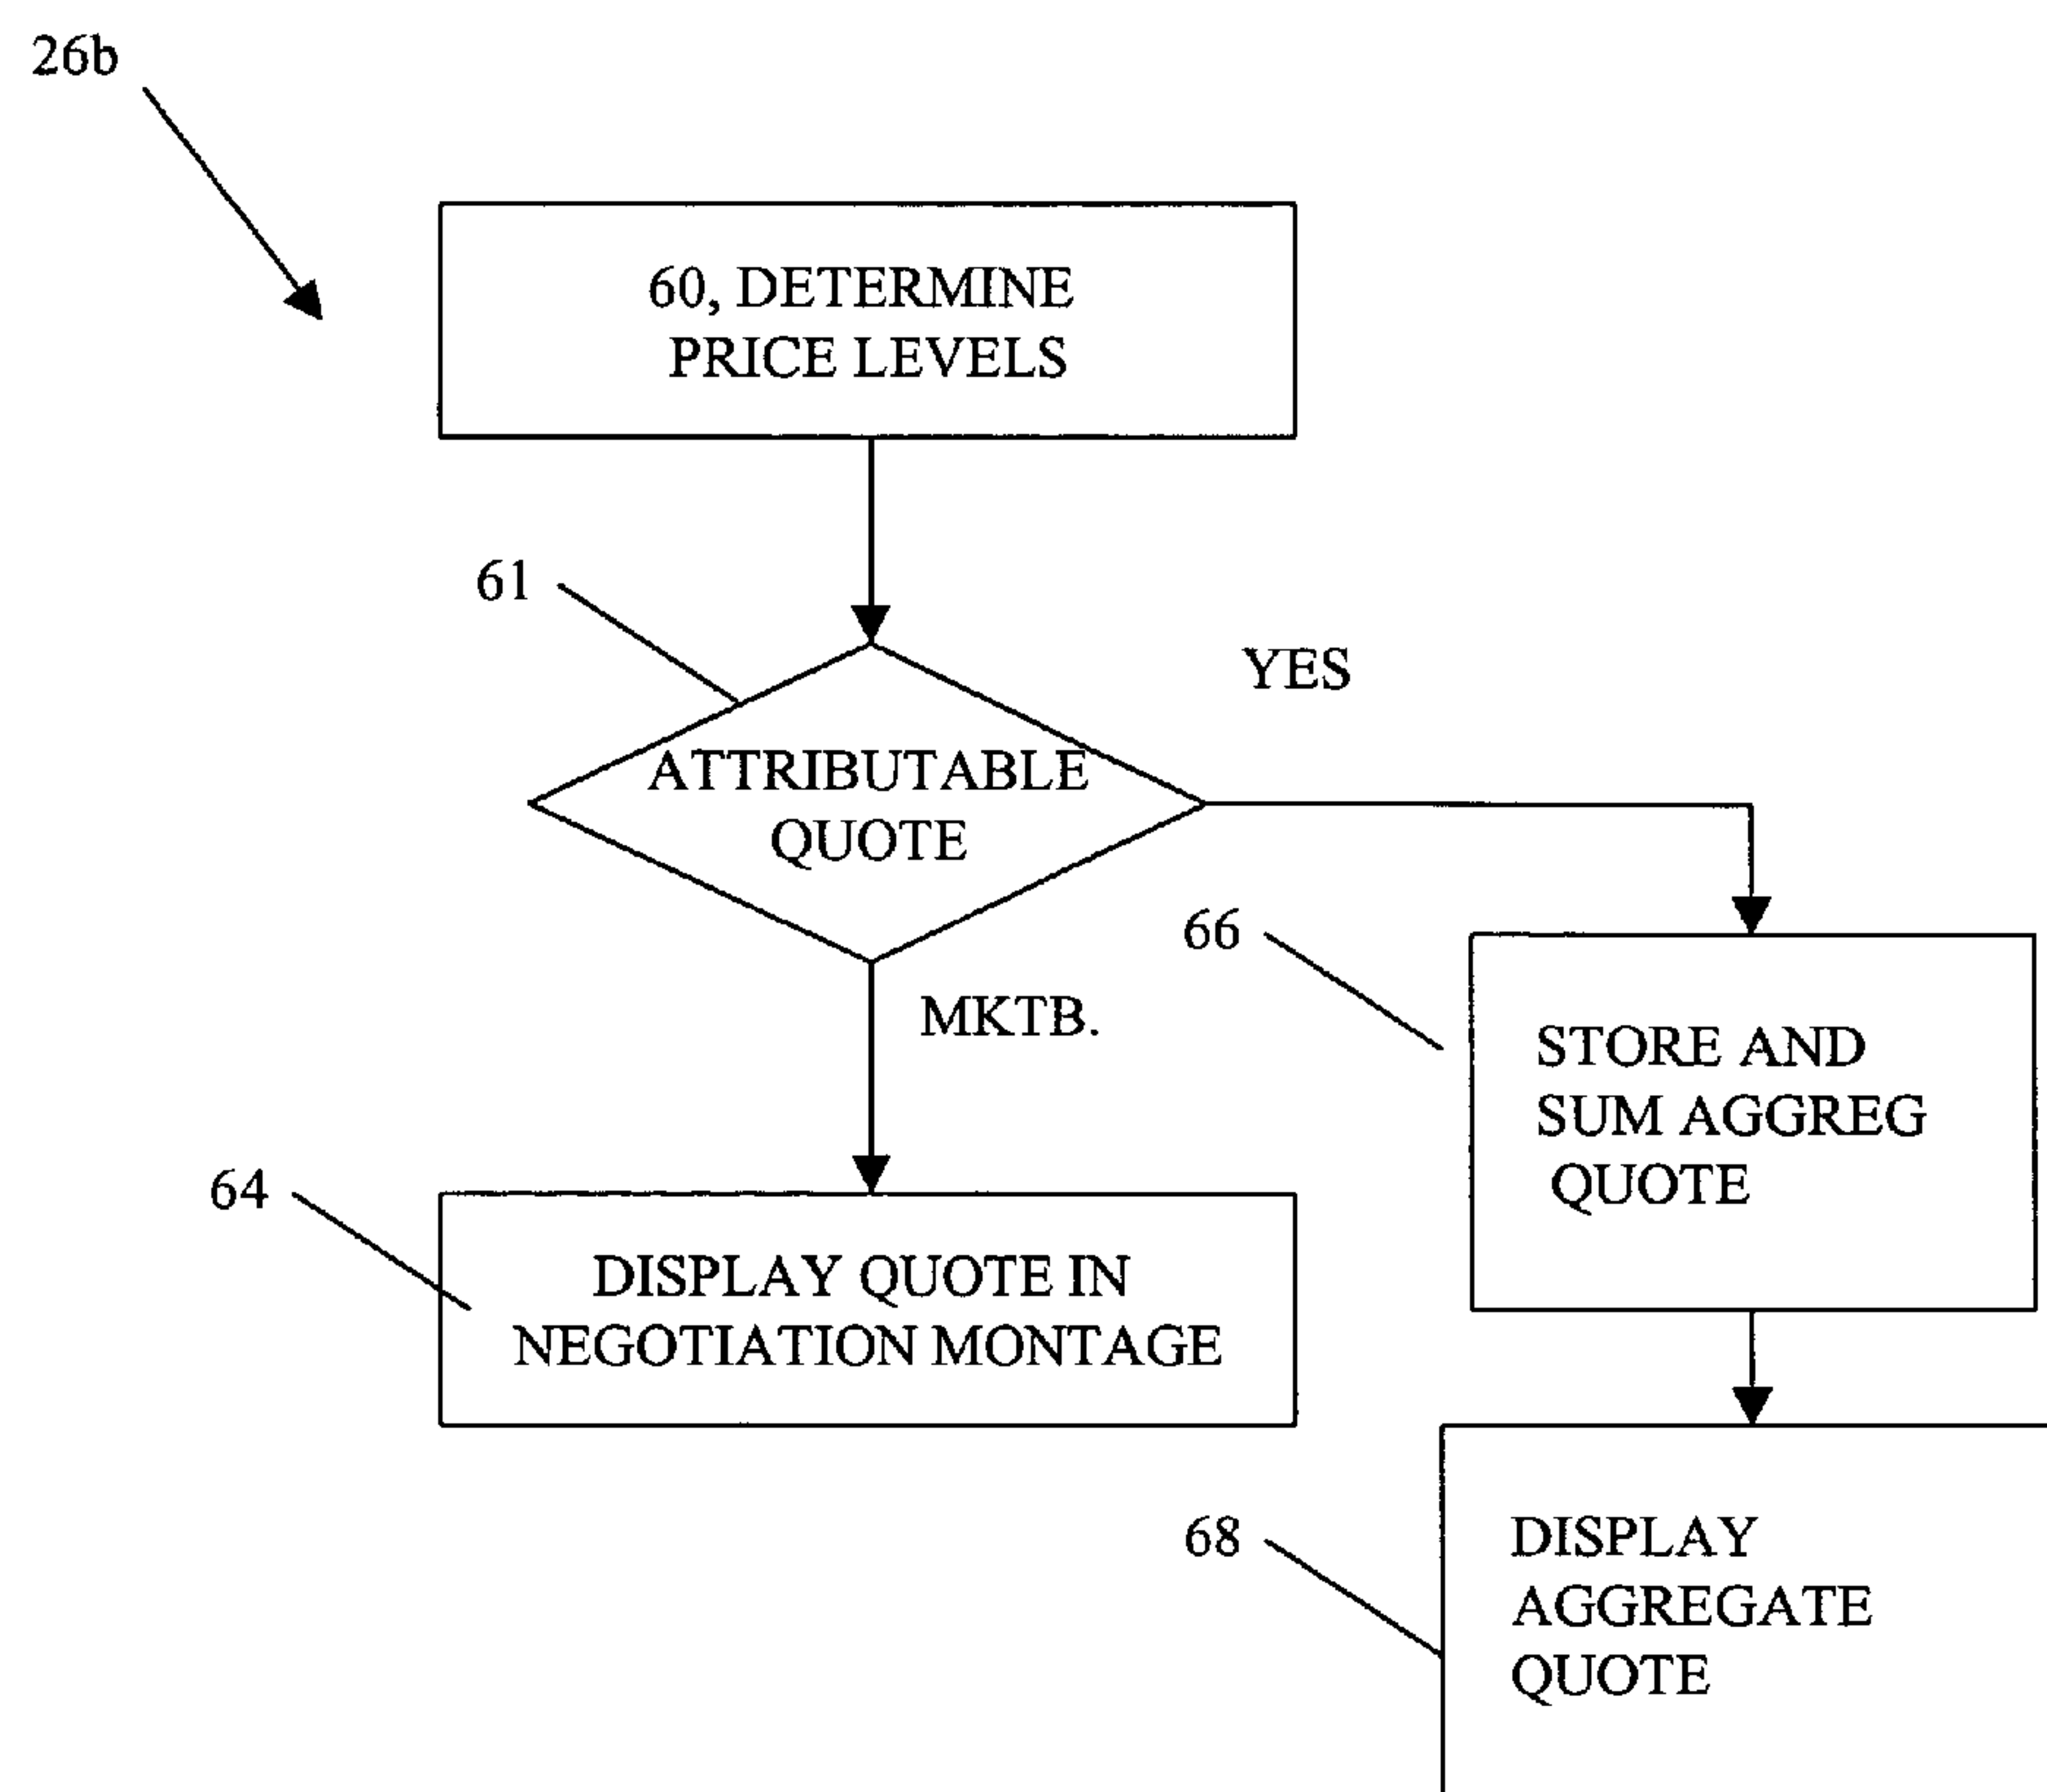 26b
60, DETERMINE
PRICE LEVELS
61
YES
ATTRIBUTABLE
QUOTE
66
MKTB.
STORE AND
SUM AGGREG
QUOTE
64
DISPLAY QUOTE IN
NEGOTIATION MONTAGE
68
DISPLAY
AGGREGATE
QUOTE